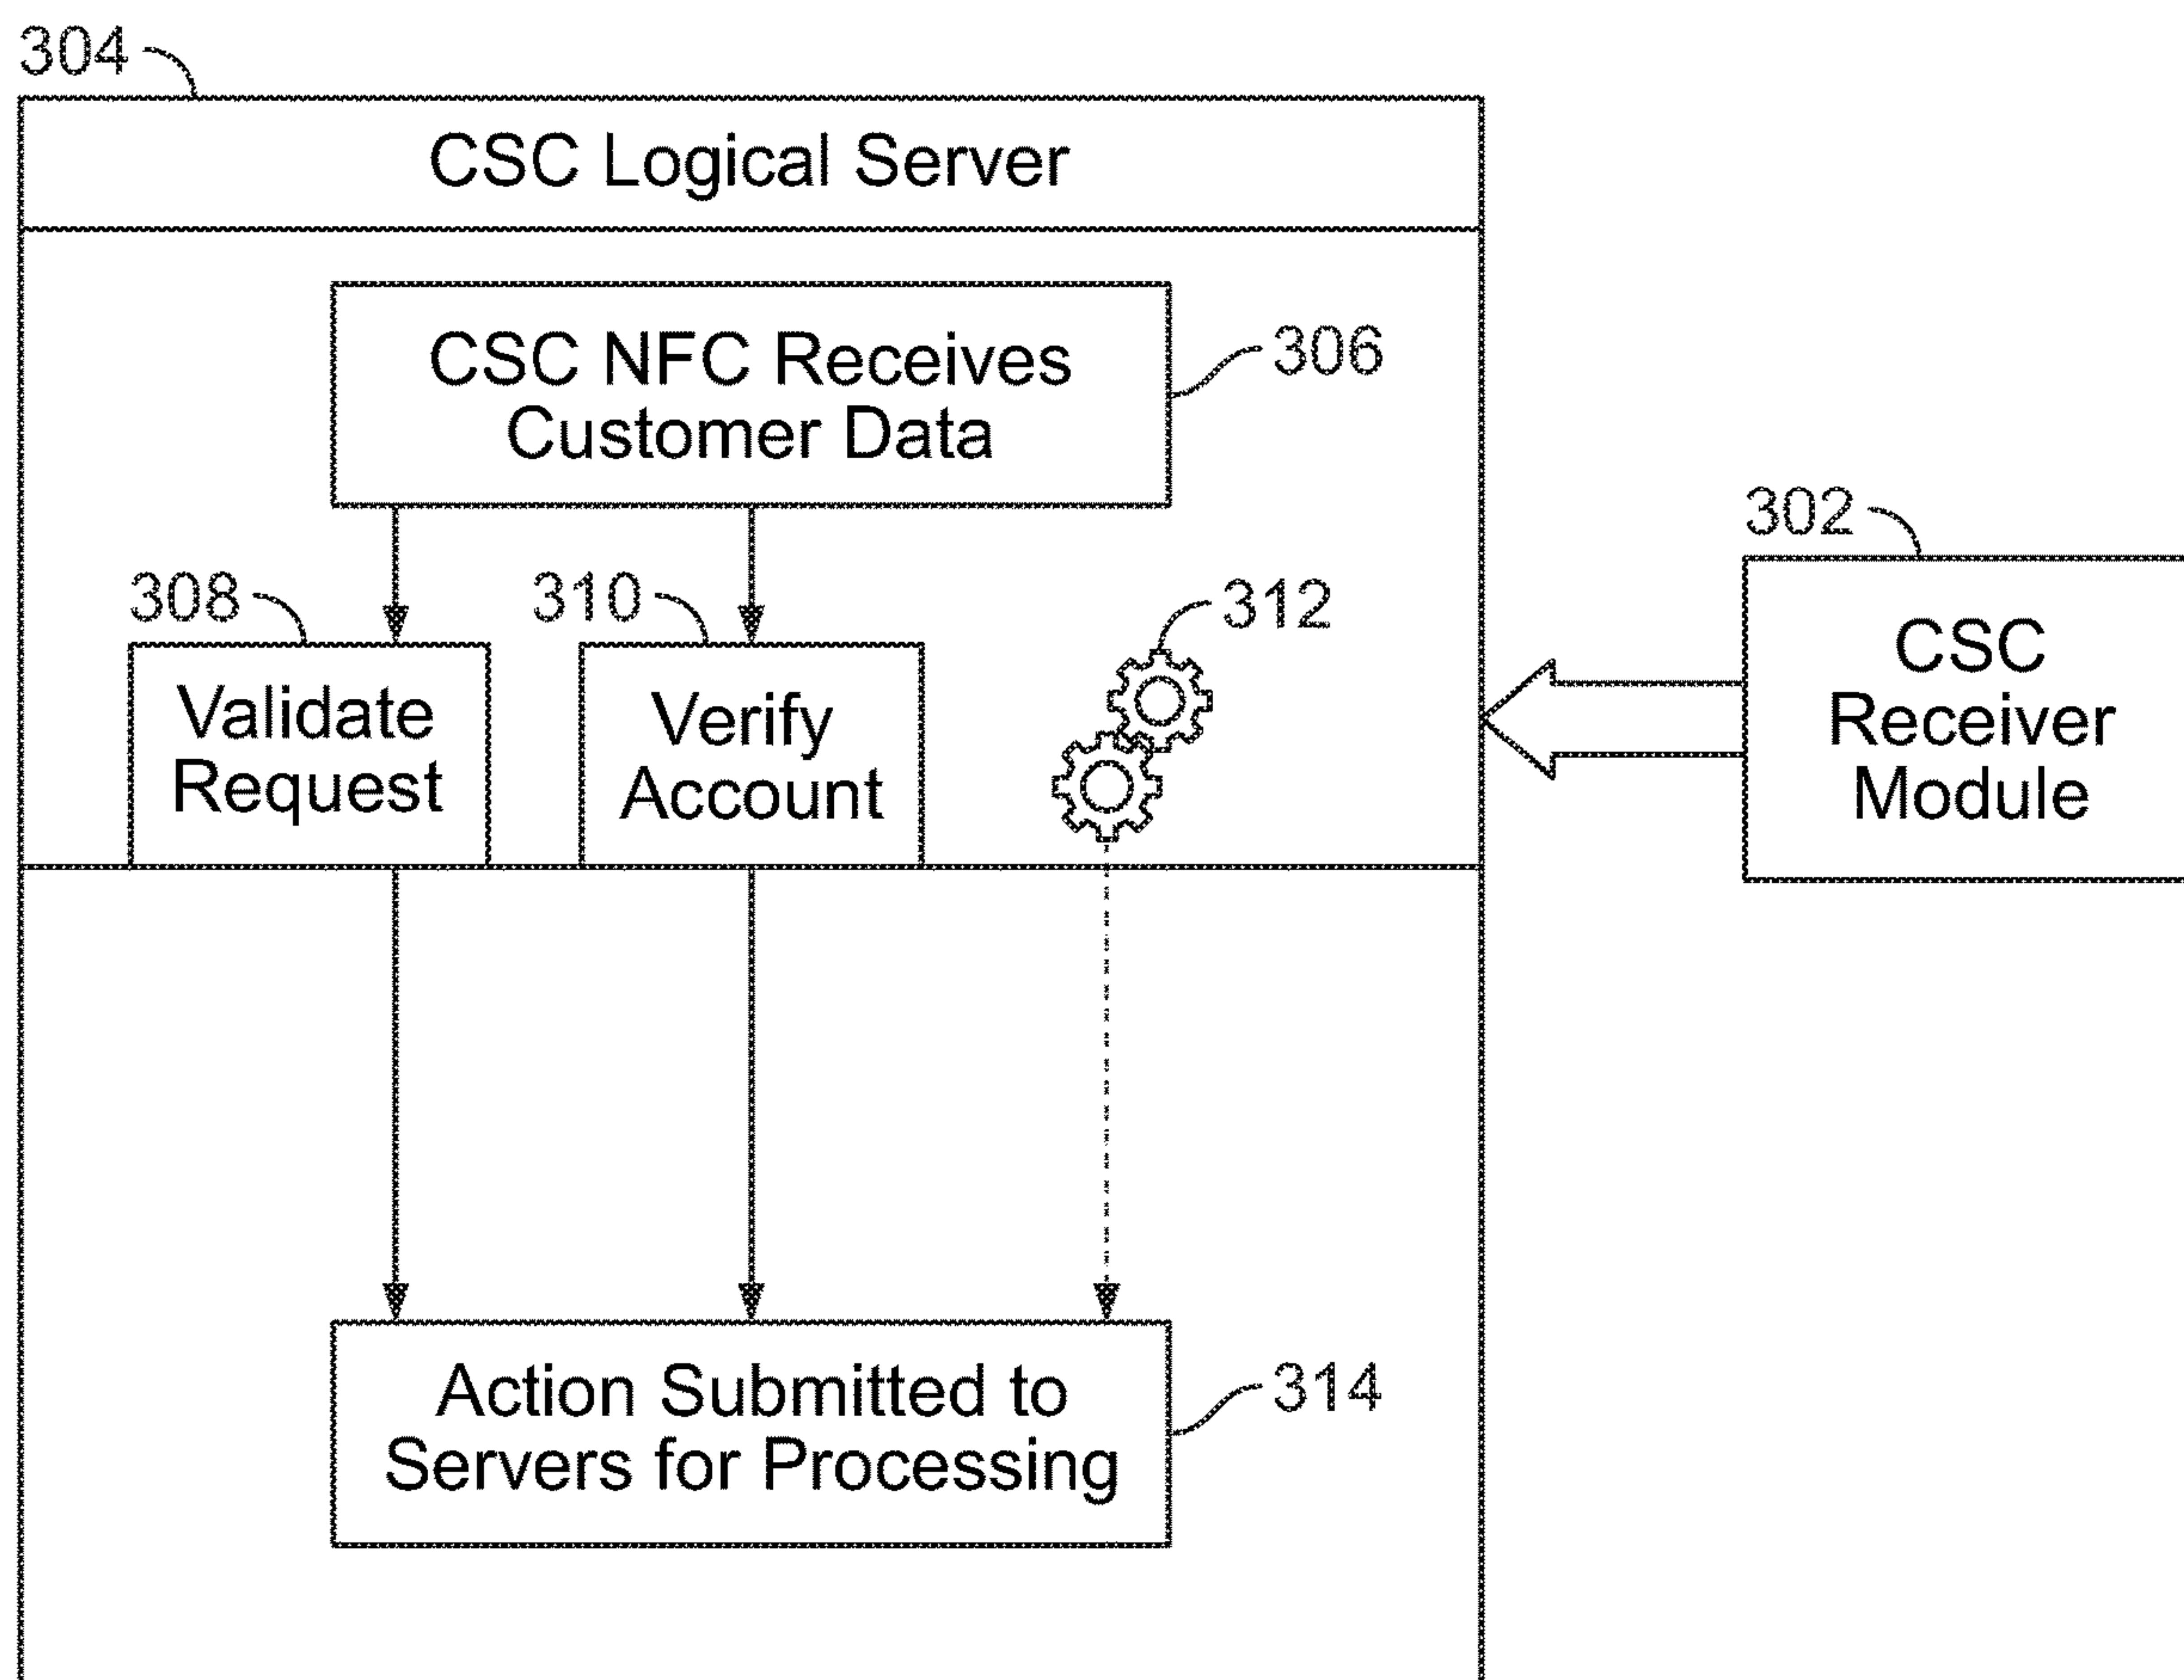 304
CSC Logical Server
CSC NFC Receives
Customer Data
306
302
308
310
312
Validate
Request
Verify
Account
CSC
Receiver
Module
Action Submitted to
Servers for Processing
314